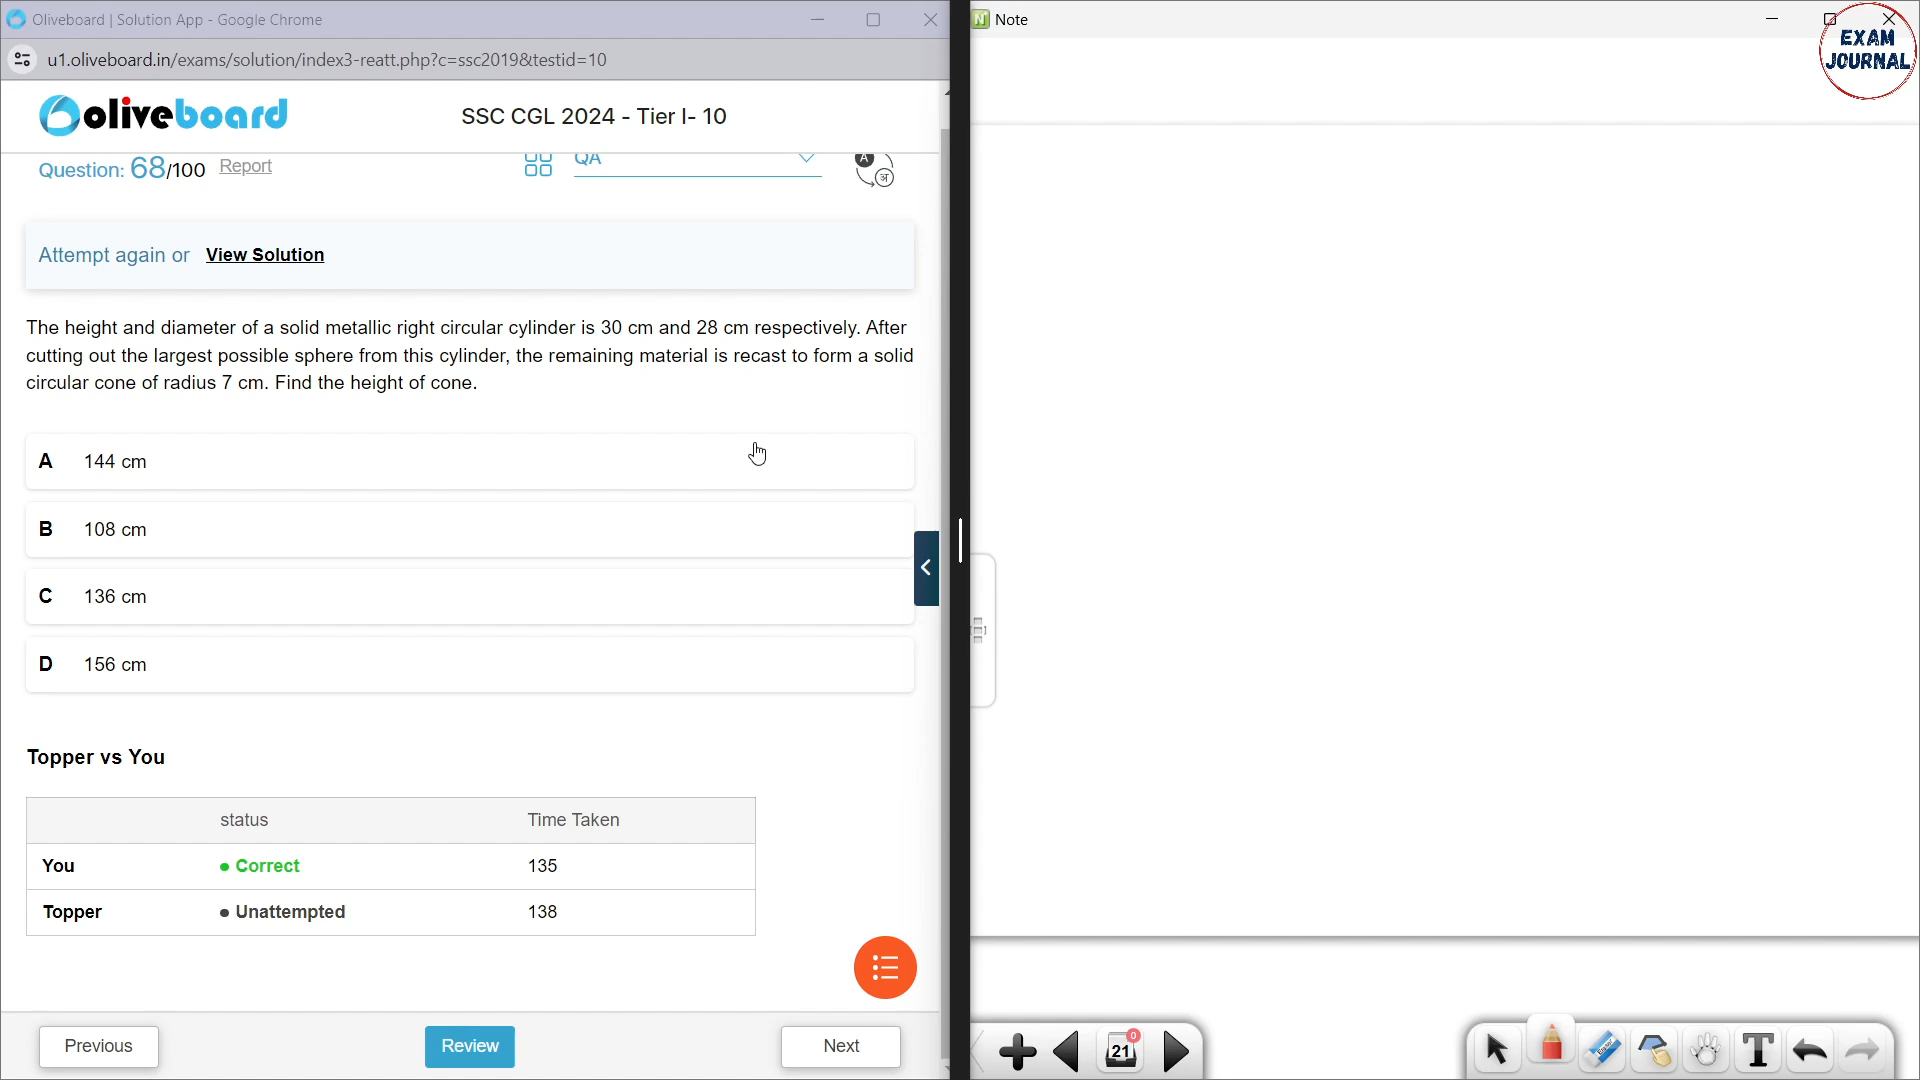 Oliveboard | Solution App - Google Chrome
u1.oliveboard.in/exams/solution/index3-reatt.php?c=ssc2019&testid=10
oliveboard
SSC CGL 2024 - Tier I- 10
Question: 68/100 Report
QA
A
अ
Attempt again or View Solution
The height and diameter of a solid metallic right circular cylinder is 30 cm and 28 cm respectively. After
cutting out the largest possible sphere from this cylinder, the remaining material is recast to form a solid
circular cone of radius 7 cm. Find the height of cone.
A 144 cm
B 108 cm
C 136 cm
D 156 cm
Topper vs You
status Time Taken
You Correct 135
Topper Unattempted 138
Previous
Review
Next
N Note
EXAM
JOURNAL
21
0
T